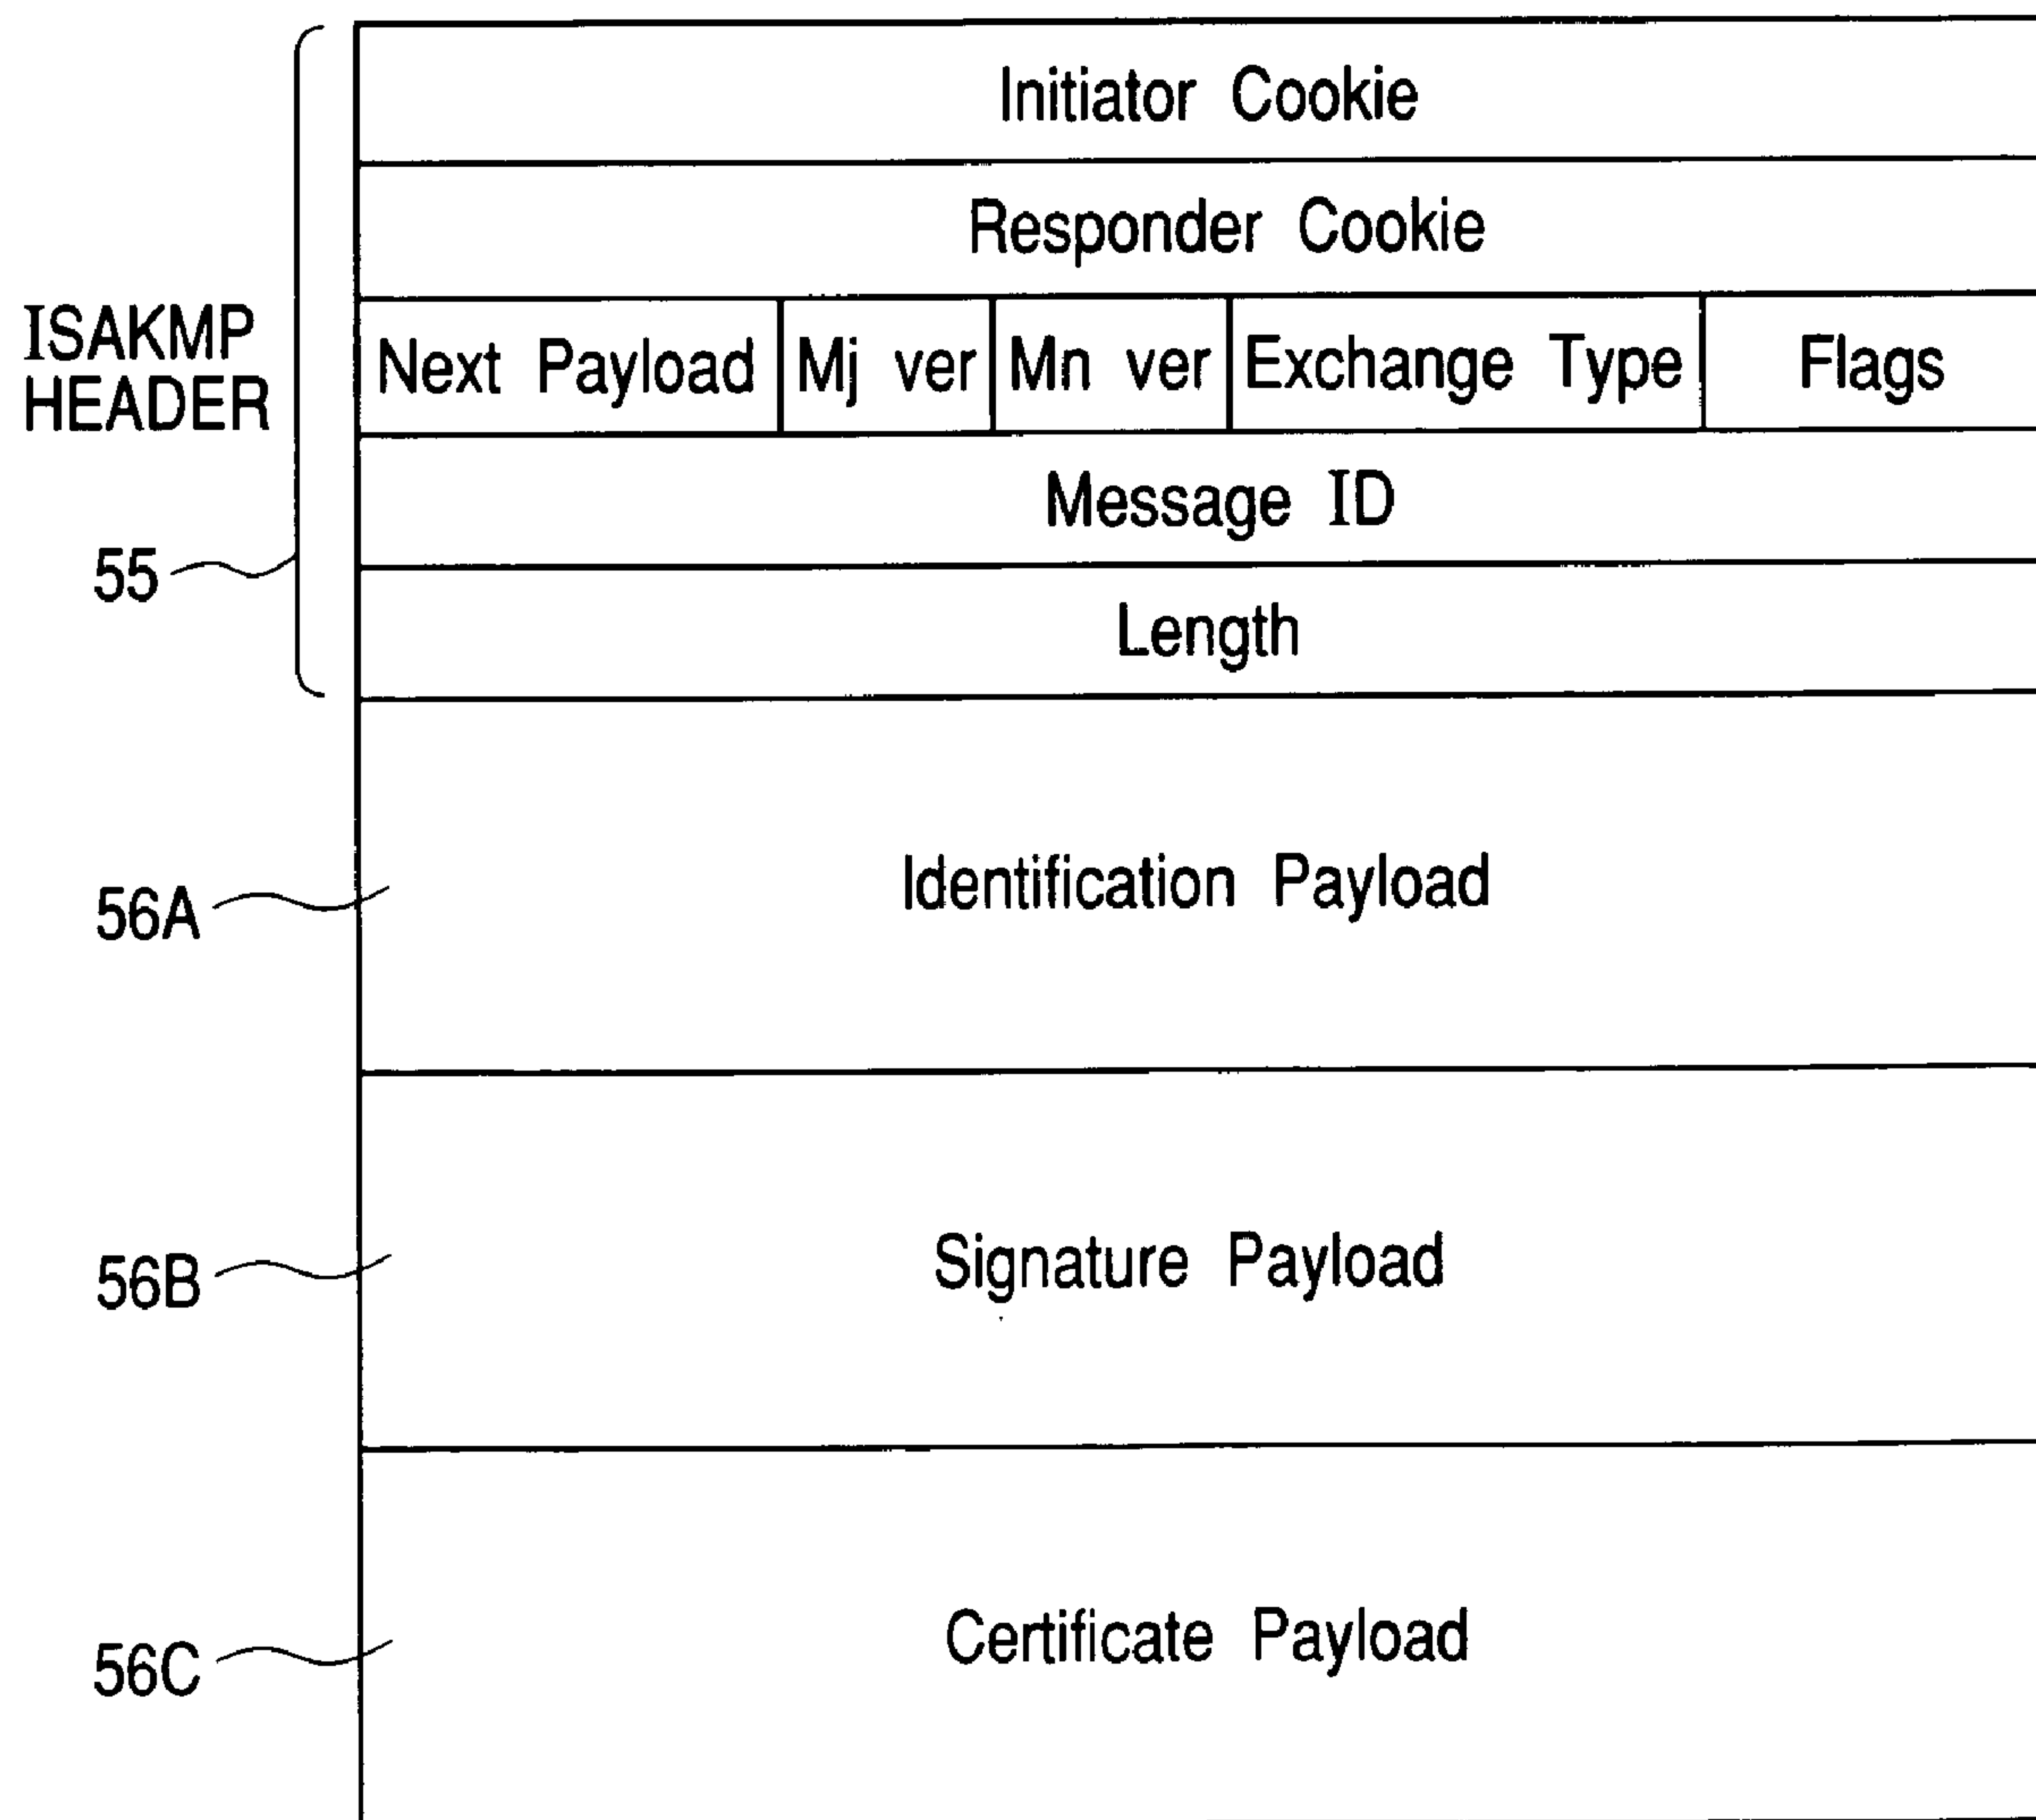 Initiator Cookie
Responder Cookie
ISAKMP
HEADER
Next Payload Mj ver Mn ver Exchange Type Flags
Message ID
55
Length
56A
Identification Payload
56B
Signature Payload
56C
Certificate Payload